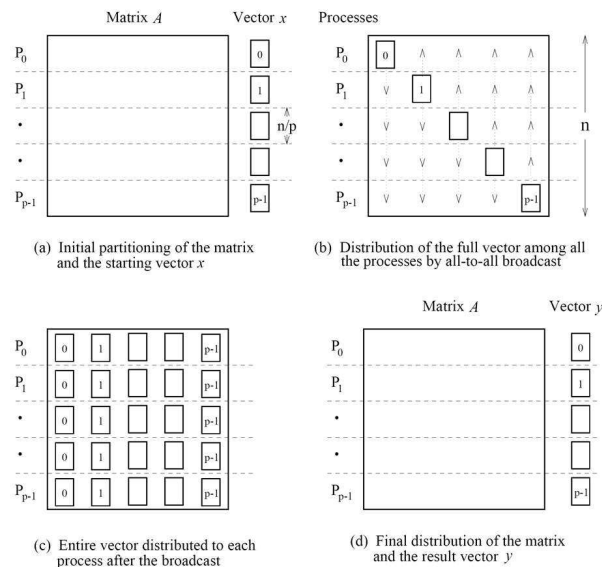 Matrix A Vector x Processes
P0 0 0
P1 1 1
• n/p n
•
Pp-1 p-1 p-1
(a) Initial partitioning of the matrix
and the starting vector x
(b) Distribution of the full vector among all
the processes by all-to-all broadcast
Matrix A Vector y
P0 0 1 p-1
P1 0 1 p-1
• 0 1 p-1
• 0 1 p-1
Pp-1 0 1 p-1
P0 0
P1 1
•
•
Pp-1 p-1
(c) Entire vector distributed to each
process after the broadcast
(d) Final distribution of the matrix
and the result vector y